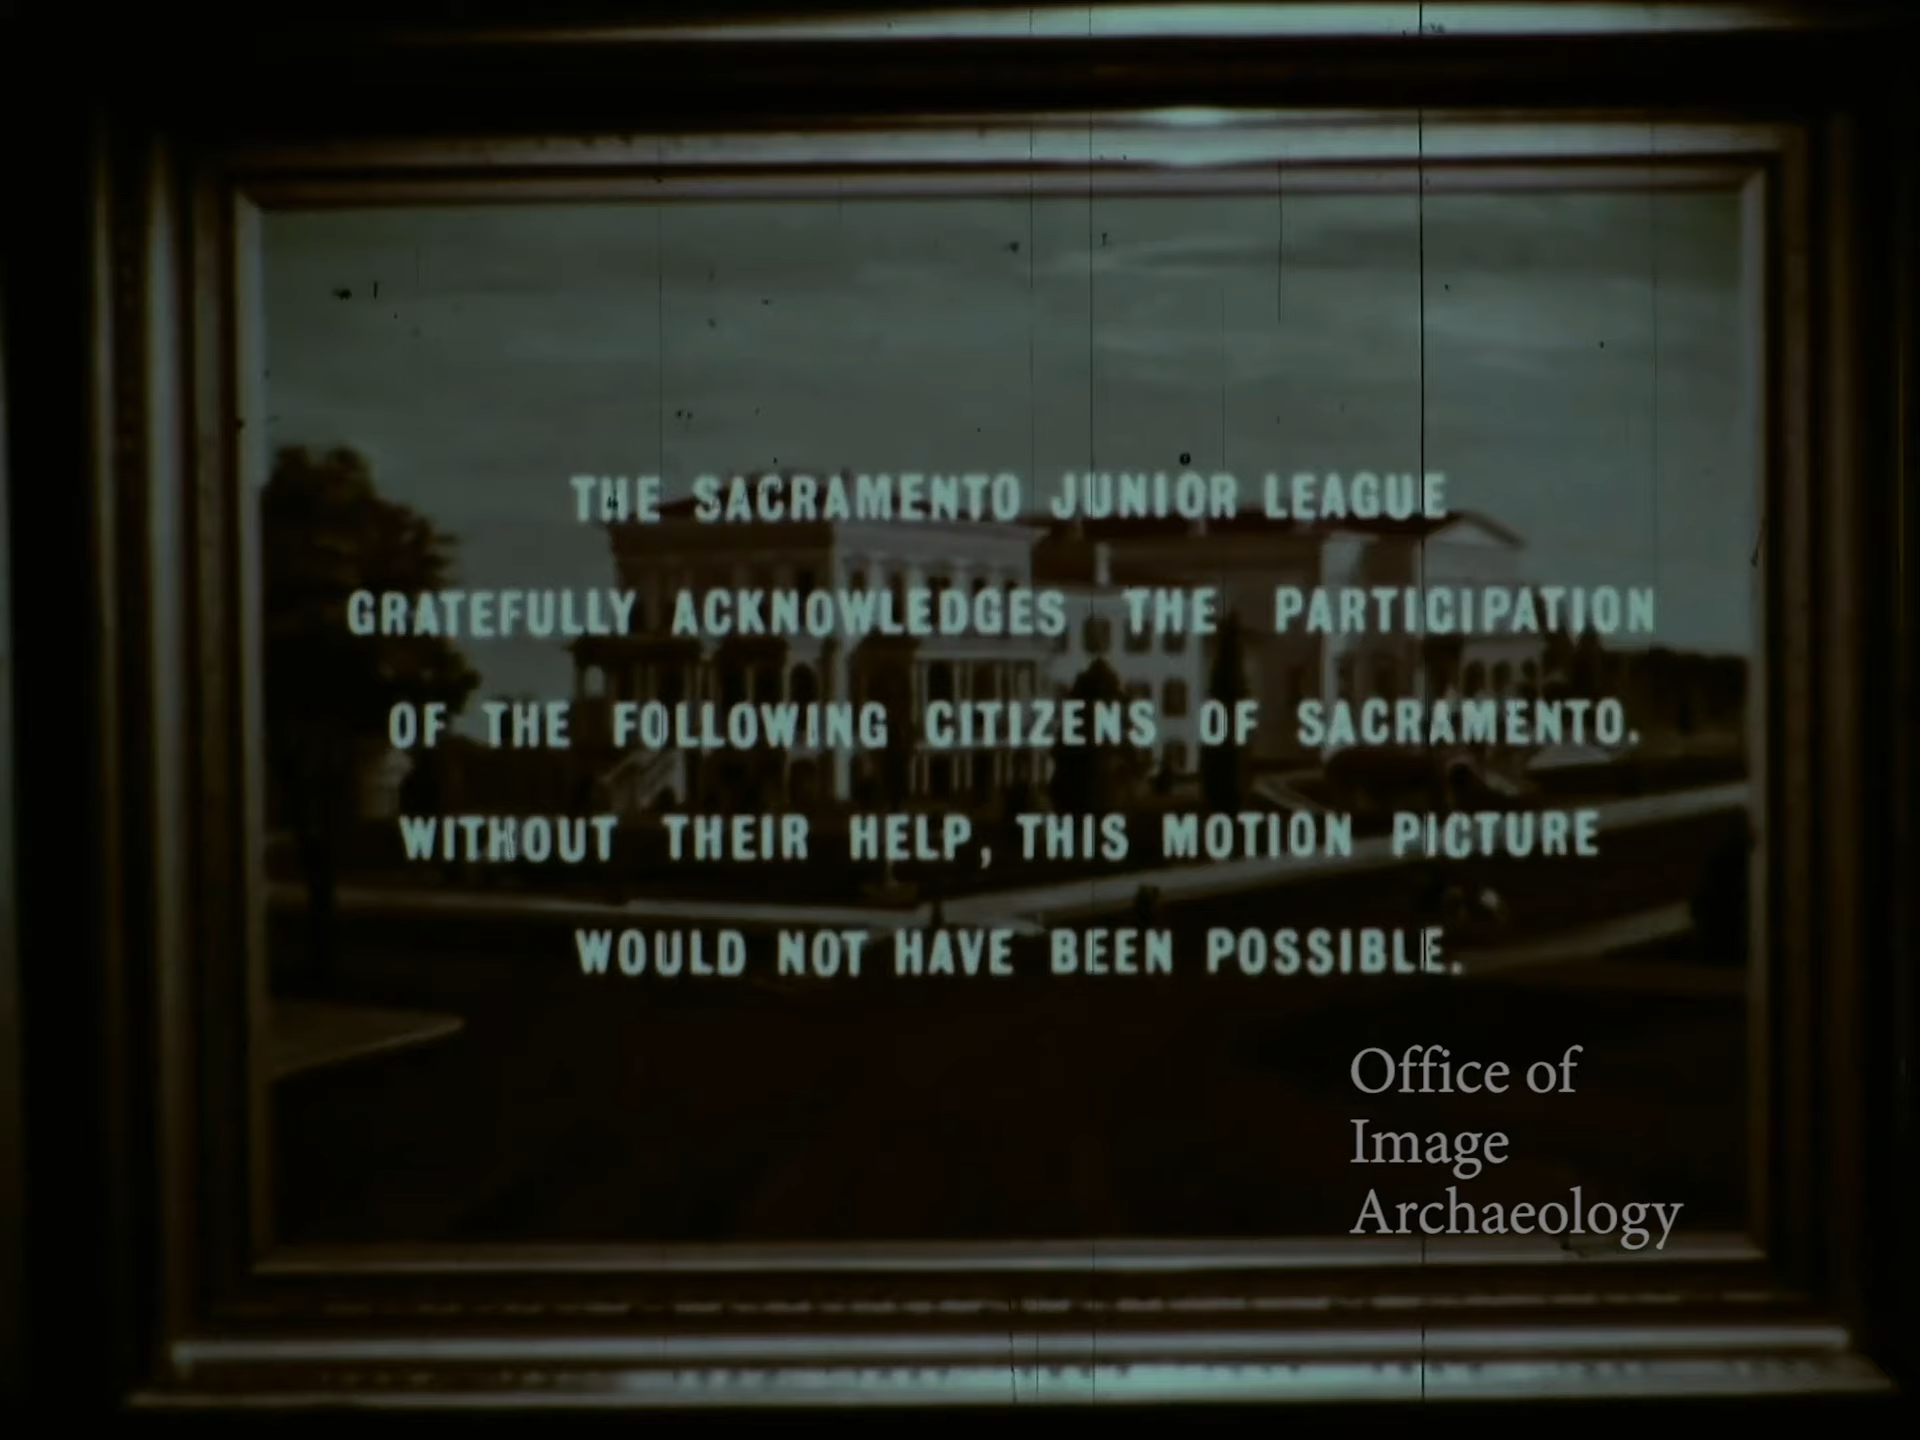 THE SACRAMENTO JUNIOR LEAGUE
GRATEFULLY ACKNOWLEDGES THE PARTICIPATION
OF THE FOLLOWING CITIZENS OF SACRAMENTO.
WITHOUT THEIR HELP, THIS MOTION PICTURE
WOULD NOT HAVE BEEN POSSIBLE.
Office of
Image
Archaeology